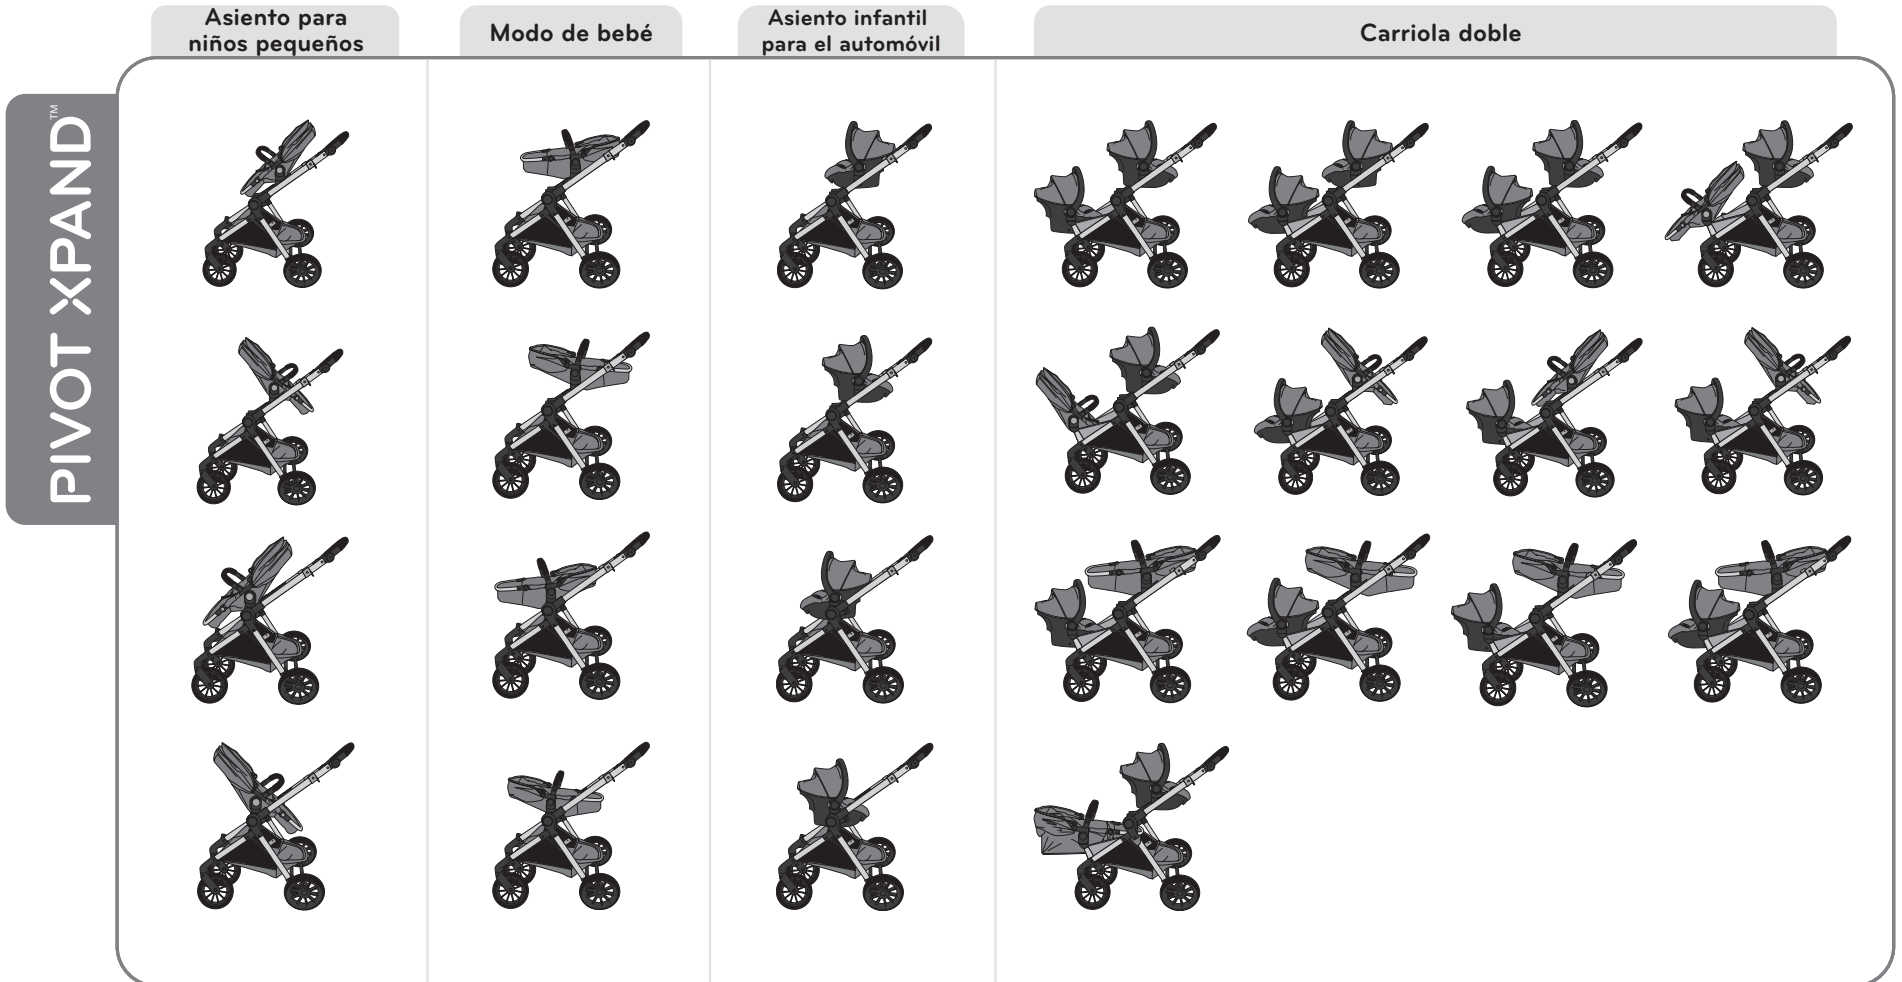 Asiento para
niños pequeños
Modo de bebé
Asiento infantil
para el automóvil
Carriola doble
PIVOT XPAND™